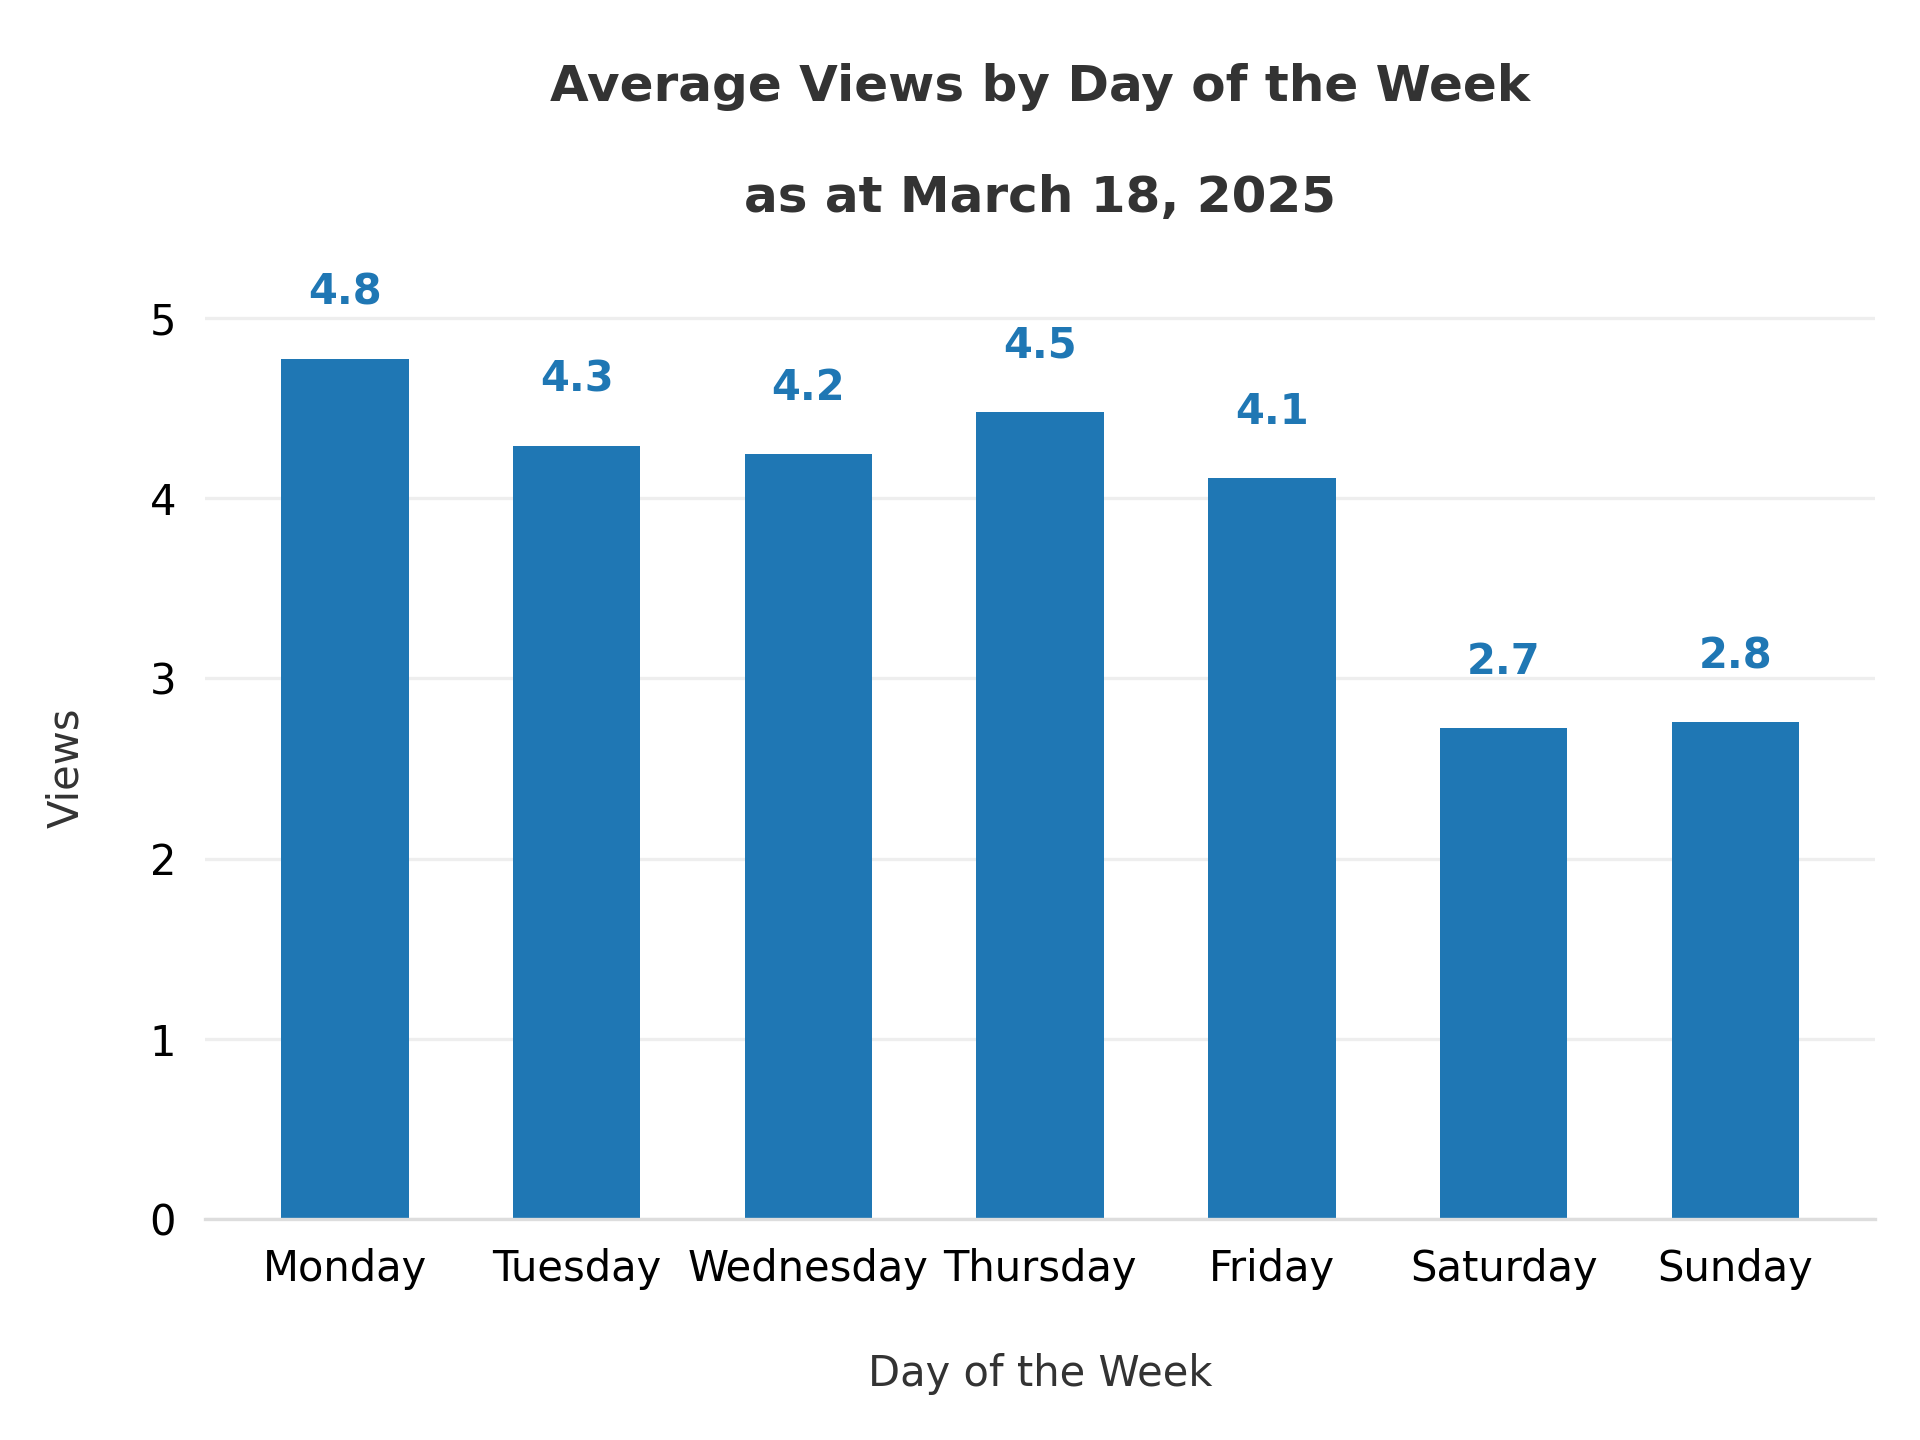 Average Views by Day of the Week
as at March 18, 2025
4.8
4.3
4.2
4.5
4.1
2.7
2.8
5
4
3
2
1
0
Views
Monday Tuesday Wednesday Thursday Friday Saturday Sunday
Day of the Week